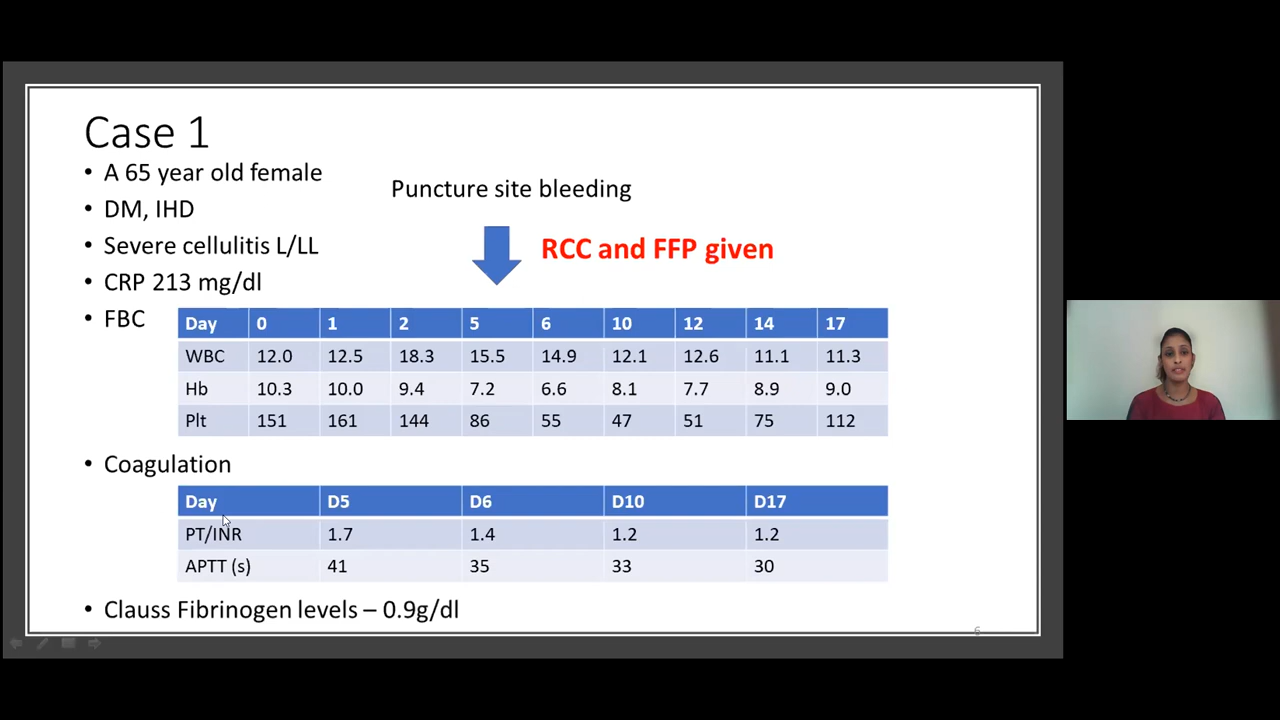 Case 1
• A 65 year old female
• DM, IHD
• Severe cellulitis L/LL
• CRP 213 mg/dl
• FBC
Puncture site bleeding
RCC and FFP given
Day 0 1 2 5 6 10 12 14 17
WBC 12.0 12.5 18.3 15.5 14.9 12.1 12.6 11.1 11.3
Hb 10.3 10.0 9.4 7.2 6.6 8.1 7.7 8.9 9.0
Plt 151 161 144 86 55 47 51 75 112
• Coagulation
Day D5 D6 D10 D17
PT/INR 1.7 1.4 1.2 1.2
APTT (s) 41 35 33 30
• Clauss Fibrinogen levels – 0.9g/dl
6